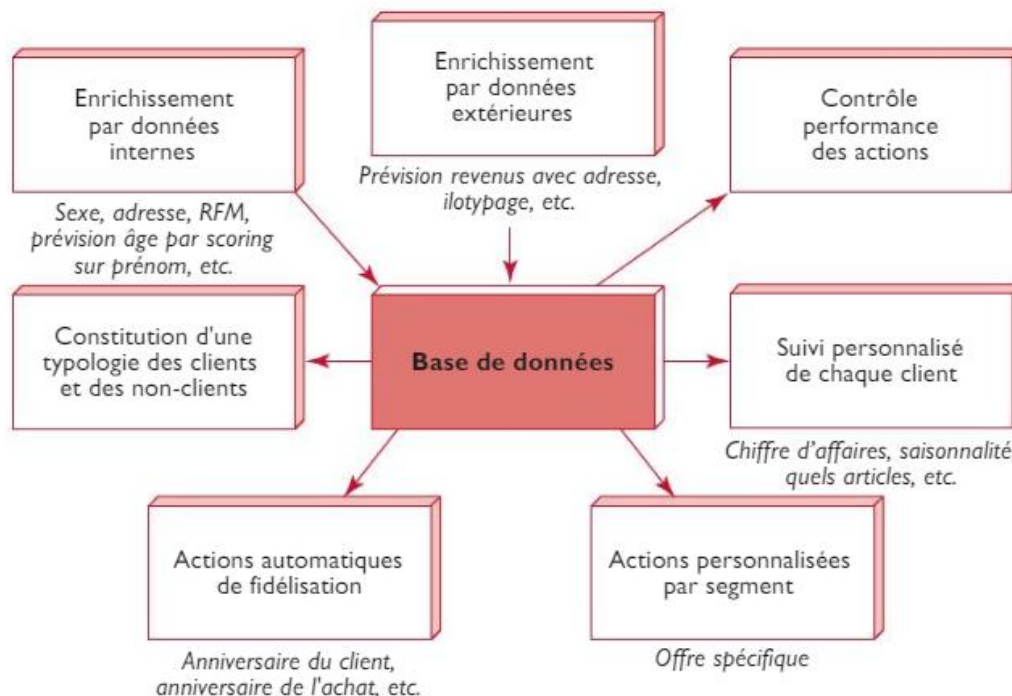 Enrichissement
par données
internes
Sexe, adresse, RFM,
prévision âge par scoring
sur prénom, etc.
Enrichissement
par données
extérieures
Prévision revenus avec adresse,
ilotypage, etc.
Contrôle
performance
des actions
Constitution d'une
typologie des clients
et des non-clients
Base de données
Suivi personnalisé
de chaque client
Chiffre d'affaires, saisonnalité
quels articles, etc.
Actions automatiques
de fidélisation
Anniversaire du client,
anniversaire de l'achat, etc.
Actions personnalisées
par segment
Offre spécifique